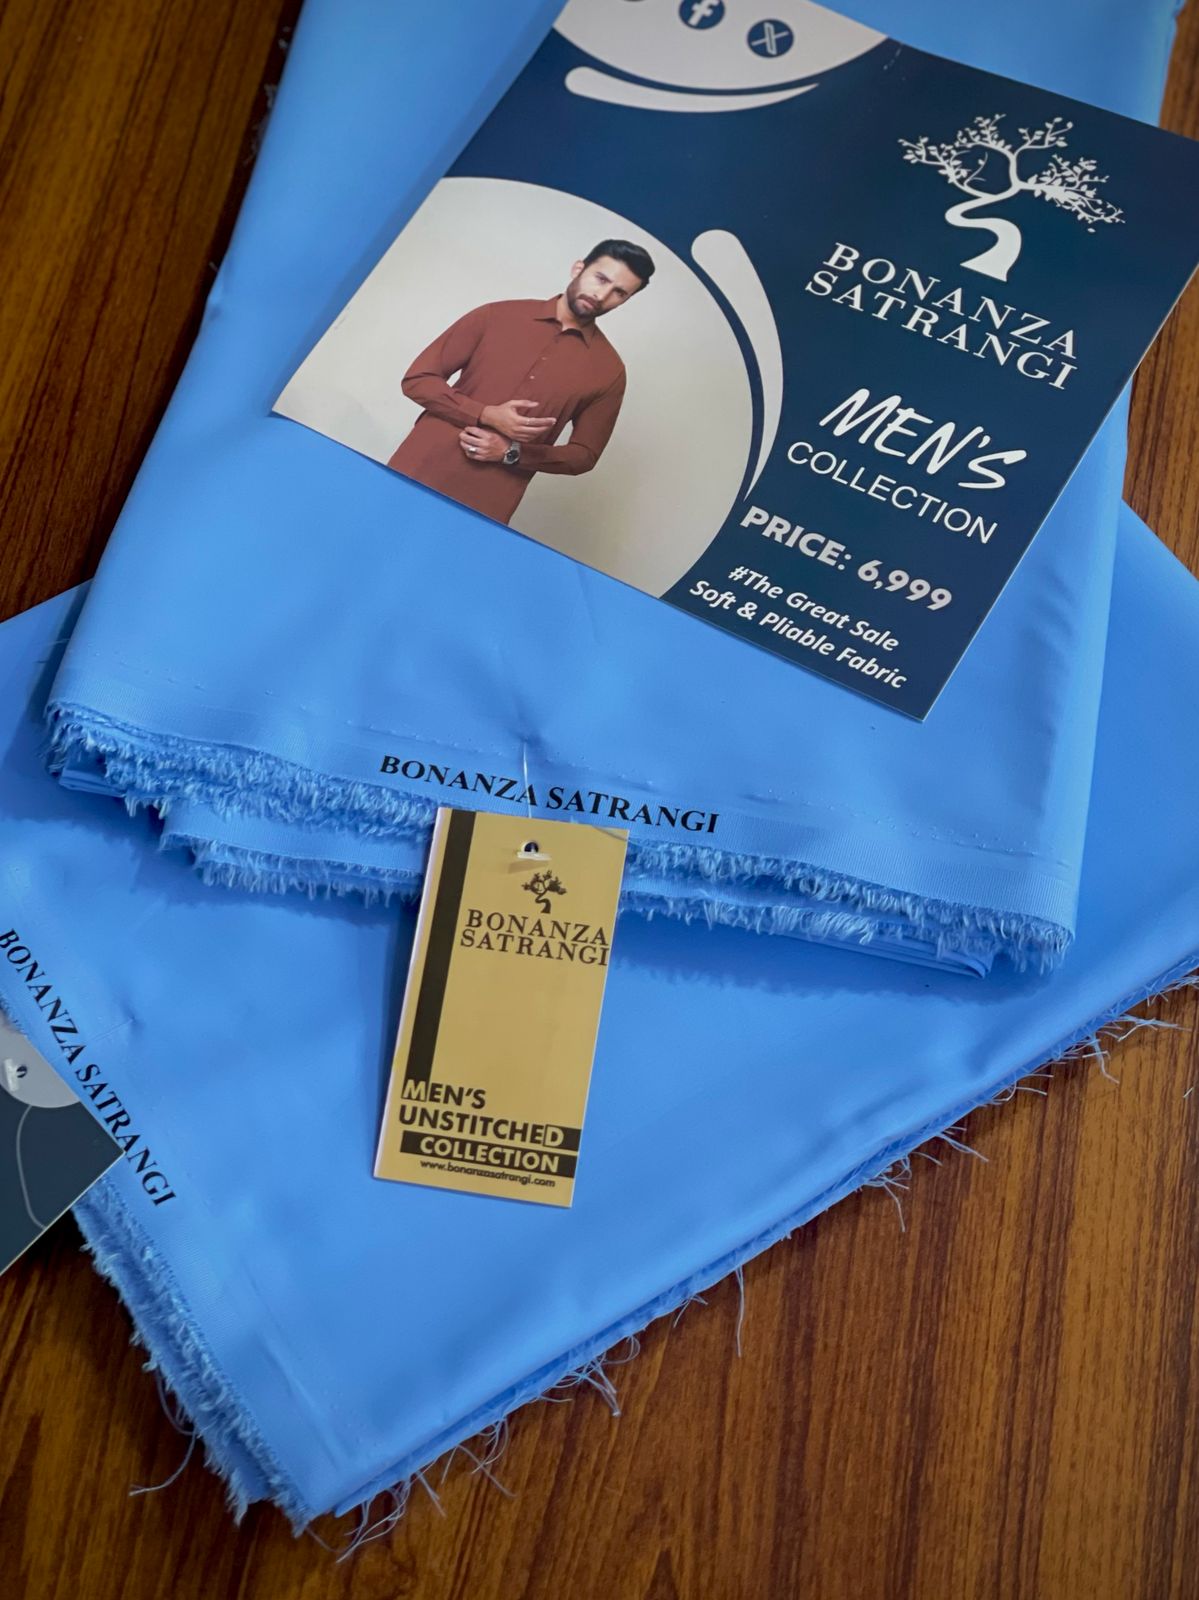 BONANZA
SATRANGI
MEN'S
COLLECTION
PRICE: 6,999
#The Great Sale
Soft & Pliable Fabric
BONANZA SATRANGI
BONANZA
SATRANGI
MEN'S
UNSTITCHED
COLLECTION
www.bonanzasatrangi.com
BONANZA SATRANGI